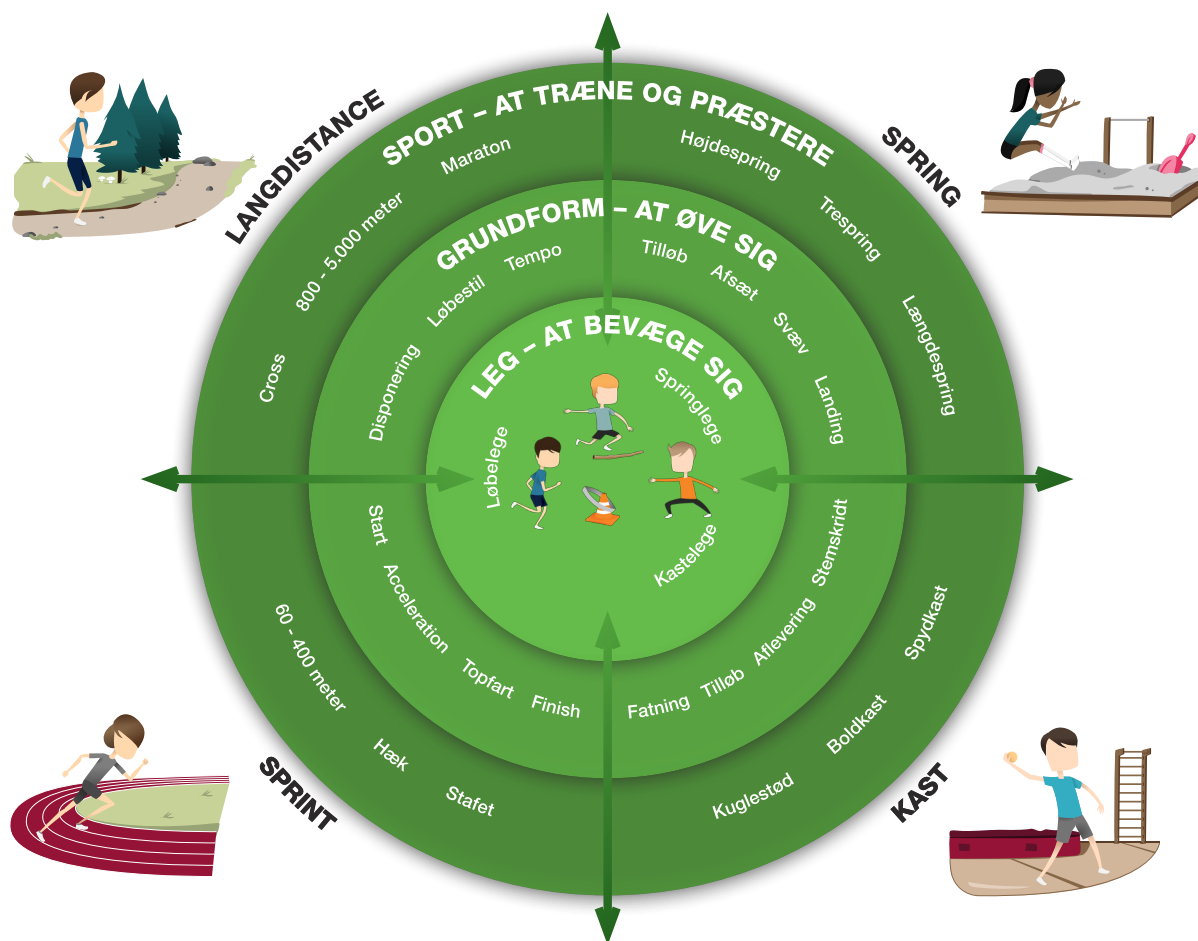 LANGDISTANCE
SPRING
SPRINT
KAST
SPORT – AT TRÆNE OG PRÆSTERE
Maraton
800 - 5.000 meter
Cross
Højdespring
Trespring
Længdespring
60 - 400 meter
Hæk
Stafet
Spydkast
Boldkast
Kuglestød
GRUNDFORM – AT ØVE SIG
Tempo
Løbestil
Disponering
Tilløb
Afsæt
Svæv
Landing
Start
Acceleration
Topfart
Finish
Stemskridt
Aflevering
Tilløb
Fatning
LEG – AT BEVÆGE SIG
Løbelege
Springlege
Kastelege